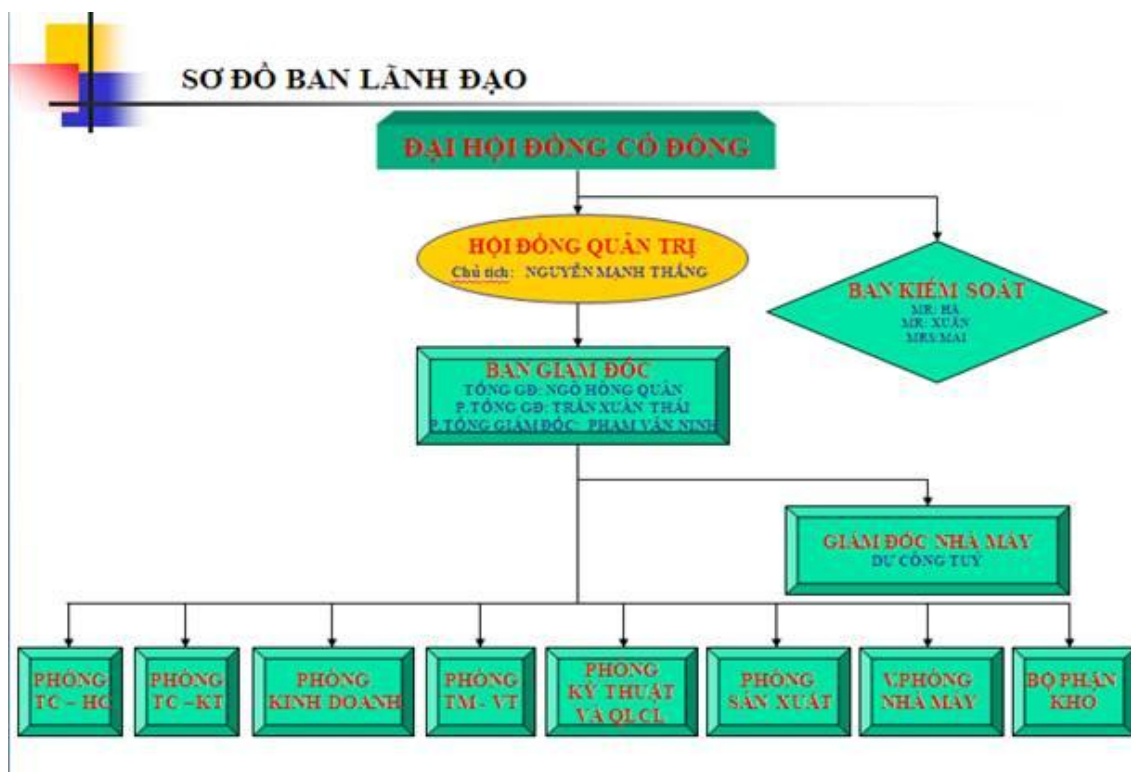 SƠ ĐỒ BAN LÃNH ĐẠO
ĐẠI HỘI ĐỒNG CỔ ĐÔNG
HỘI ĐỒNG QUẢN TRỊ
Chủ tịch: NGUYỄN MẠNH THẮNG
BAN KIỂM SOÁT
MR: HÀ
MR: XUÂN
MRS:MAI
BAN GIÁM ĐỐC
TỔNG GĐ: NGÔ HỒNG QUÂN
P.TỔNG GĐ: TRẦN XUÂN THÁI
P.TỔNG GIÁM ĐỐC: PHẠM VĂN NINH
GIÁM ĐỐC NHÀ MÁY
DƯ CÔNG TUÝ
PHÒNG
TC – HC
PHÒNG
TC –KT
PHÒNG
KINH DOANH
PHÒNG
TM - VT
PHÒNG
KỸ THUẬT
VÀ QLCL
PHÒNG
SẢN XUẤT
V.PHÒNG
NHÀ MÁY
BỘ PHẬN
KHO